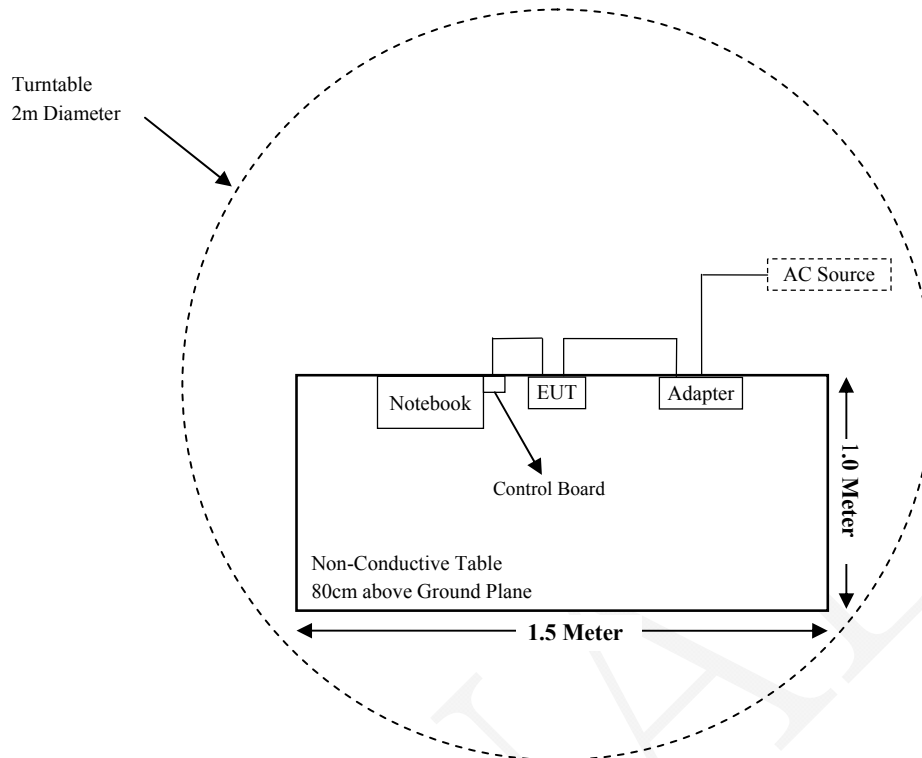 Turntable
2m Diameter
AC Source
Notebook
EUT
Adapter
Control Board
1.0 Meter
Non-Conductive Table
80cm above Ground Plane
1.5 Meter